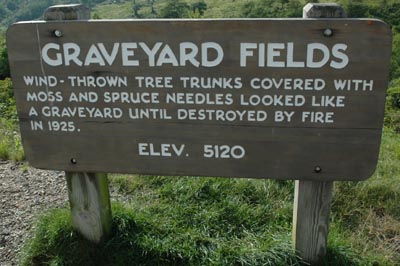 GRAVEYARD FIELDS
WIND-THROWN TREE TRUNKS COVERED WITH
MOSS AND SPRUCE NEEDLES LOOKED LIKE
A GRAVEYARD UNTIL DESTROYED BY FIRE
IN 1925.
ELEV. 5120